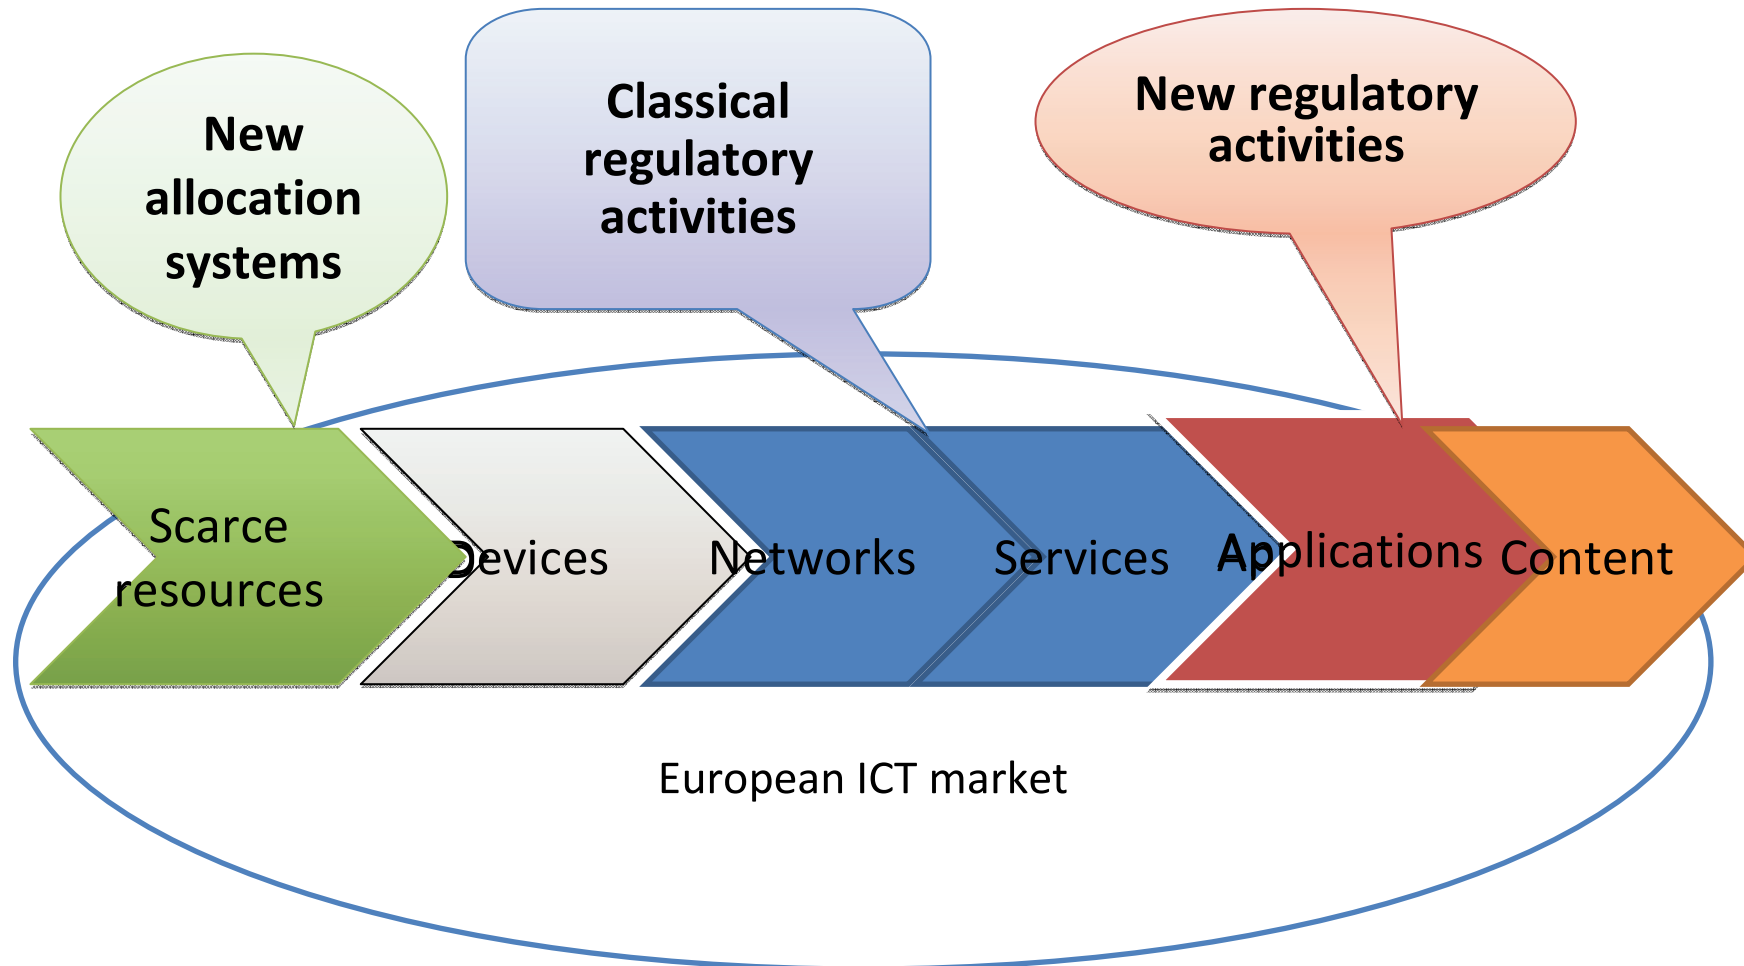 New
allocation
systems
Classical
regulatory
activities
New regulatory
activities
Scarce
resources
Devices
Networks
Services
Applications
Content
European ICT market